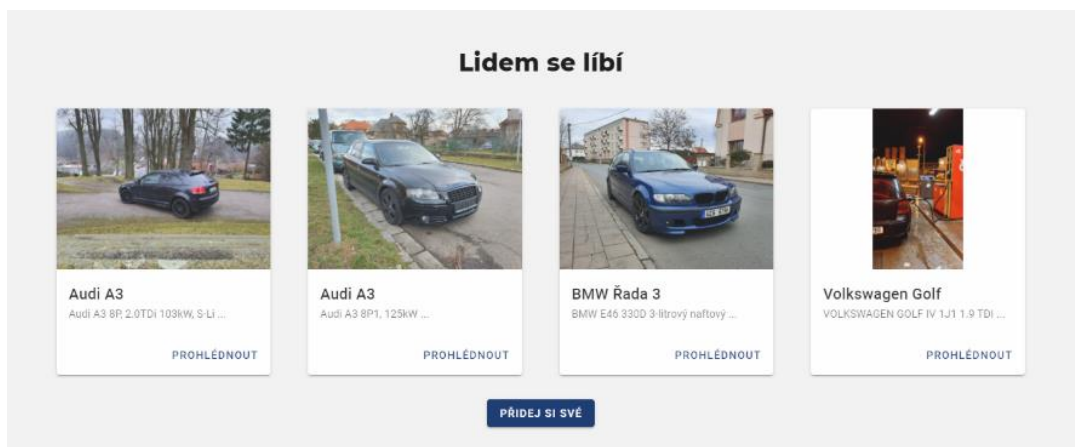 Lidem se líbí
Audi A3
Audi A3 8P, 2.0TDi 103kW, S-Li ...
PROHLÉDNOUT
Audi A3
Audi A3 8P1, 125kW ...
PROHLÉDNOUT
BMW Řada 3
BMW E46 330D 3-litrový naftový ...
PROHLÉDNOUT
Volkswagen Golf
VOLKSWAGEN GOLF IV 1J1 1.9 TDi ...
PROHLÉDNOUT
PŘIDEJ SI SVÉ